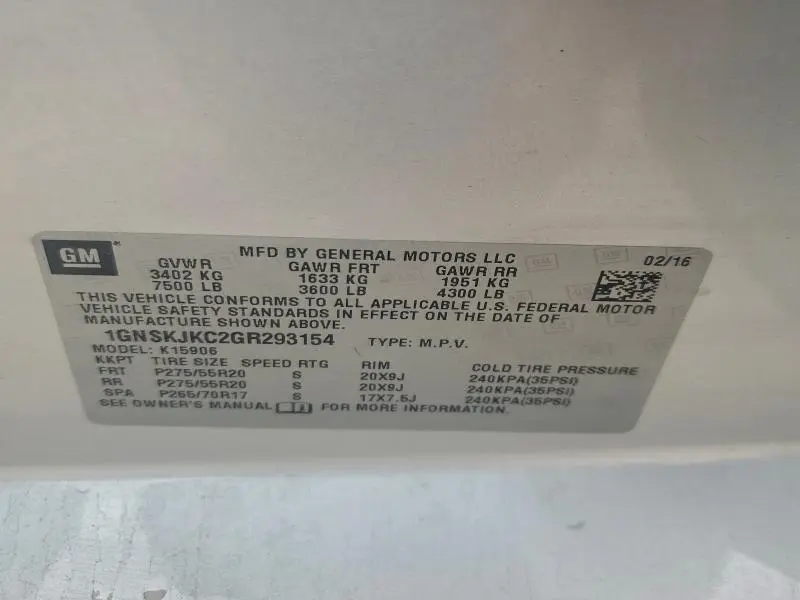 GM
MFD BY GENERAL MOTORS LLC
02/16
GVWR GAWR FRT GAWR RR
3402 KG 1633 KG 1951 KG
7500 LB 3600 LB 4300 LB
THIS VEHICLE CONFORMS TO ALL APPLICABLE U.S. FEDERAL MOTOR
VEHICLE SAFETY STANDARDS IN EFFECT ON THE DATE OF
MANUFACTURE SHOWN ABOVE.
1GNSKJKC2GR293154 TYPE: M.P.V.
MODEL: K15906
KKPT TIRE SIZE SPEED RTG RIM COLD TIRE PRESSURE
FRT P275/55R20 S 20X9J 240KPA(35PSI)
RR P275/55R20 S 20X9J 240KPA(35PSI)
SPA P265/70R17 S 17X7.5J 240KPA(35PSI)
SEE OWNER'S MANUAL FOR MORE INFORMATION.